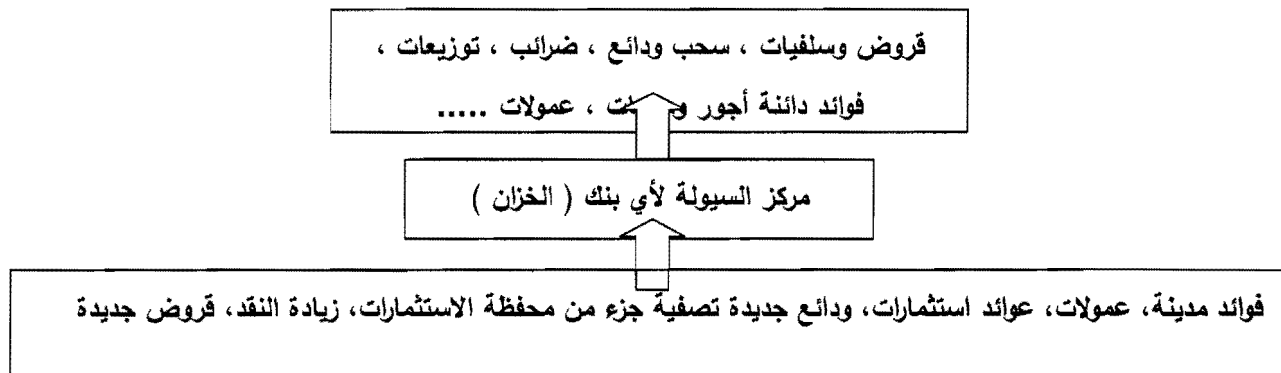 قروض وسلفيات ، سحب ودائع ، ضرائب ، توزيعات ،
فوائد دائنة أجور و ، عمولات .....
مركز السيولة لأي بنك ( الخزان )
فوائد مدينة، عمولات، عوائد استثمارات، ودائع جديدة تصفية جزء من محفظة الاستثمارات، زيادة النقد، قروض جديدة